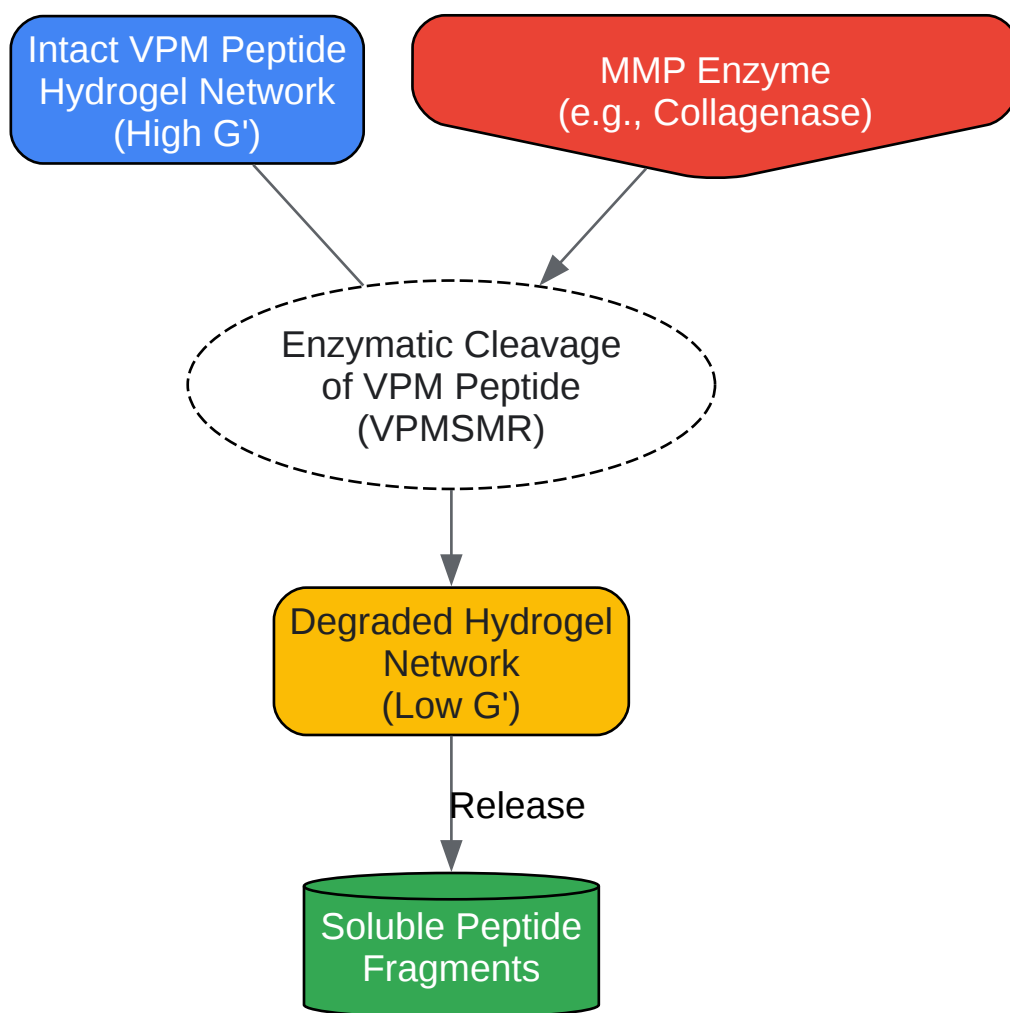 Intact VPM Peptide
Hydrogel Network
(High G')
MMP Enzyme
(e.g., Collagenase)
Enzymatic Cleavage
of VPM Peptide
(VPMSMR)
Degraded Hydrogel
Network
(Low G')
Release
Soluble Peptide
Fragments